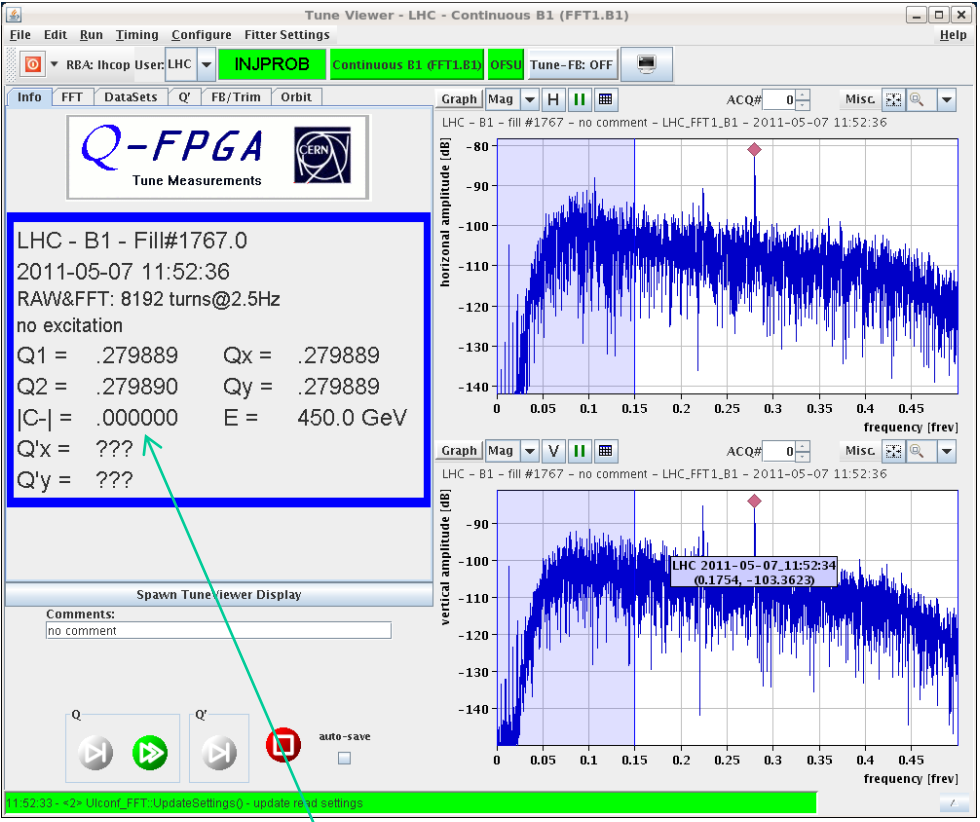 Tune Viewer - LHC - Continuous B1 (FFT1.B1)
File Edit Run Timing Configure Fitter Settings Help
RBA: lhcop User: LHC INJPROB Continuous B1 (FFT1.B1) OFSU Tune-FB: OFF
Info FFT DataSets Q' FB/Trim Orbit
Q-FPGA
Tune Measurements
CERN
LHC - B1 - Fill#1767.0
2011-05-07 11:52:36
RAW&FFT: 8192 turns@2.5Hz
no excitation
Q1 = .279889 Qx = .279889
Q2 = .279890 Qy = .279889
|C-| = .000000 E = 450.0 GeV
Q'x = ???
Q'y = ???
Spawn TuneViewer Display
Comments:
no comment
Q Q'
auto-save
Graph Mag H ACQ# 0 Misc.
LHC - B1 - fill #1767 - no comment - LHC_FFT1_B1 - 2011-05-07 11:52:36
horizonal amplitude [dB]
-80
-90
-100
-110
-120
-130
-140
0 0.05 0.1 0.15 0.2 0.25 0.3 0.35 0.4 0.45
frequency [frev]
Graph Mag V ACQ# 0 Misc.
LHC - B1 - fill #1767 - no comment - LHC_FFT1_B1 - 2011-05-07 11:52:36
vertical amplitude [dB]
-90
-100
-110
-120
-130
-140
LHC 2011-05-07_11:52:34
(0.1754, -103.3623)
0 0.05 0.1 0.15 0.2 0.25 0.3 0.35 0.4 0.45
frequency [frev]
11:52:33 - <2> UIconf_FFT::UpdateSettings() - update read settings